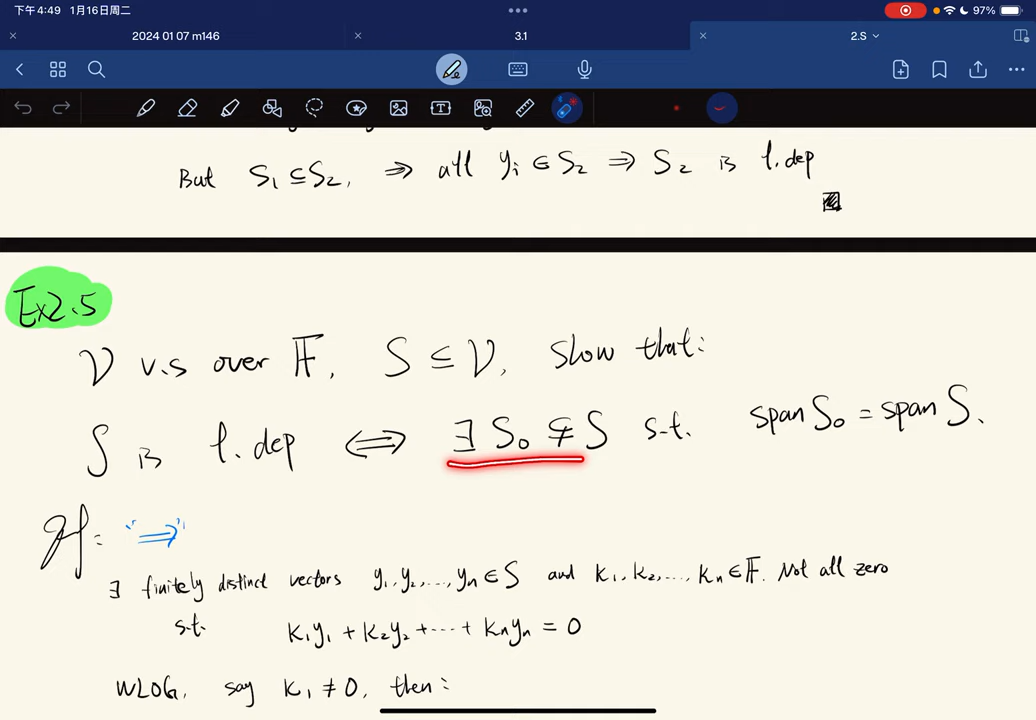 下午4:49 1月16日周二
97%
2024 01 07 m146
3.1
2.S
But S₁ ⊆ S₂, ⇒ all yᵢ ∈ S₂ ⇒ S₂ is l.dep
Ex2.5
V v.s over 𝔽, S ⊆ V, show that:
S is l.dep ⟺ ∃ S₀ ⊊ S s.t. span S₀ = span S.
pf: "⇒"
∃ finitely distinct vectors y₁, y₂, ..., yₙ ∈ S and k₁, k₂, ..., kₙ ∈ 𝔽. Not all zero
s.t. k₁y₁ + k₂y₂ + ... + kₙyₙ = 0
WLOG, say k₁ ≠ 0, then: